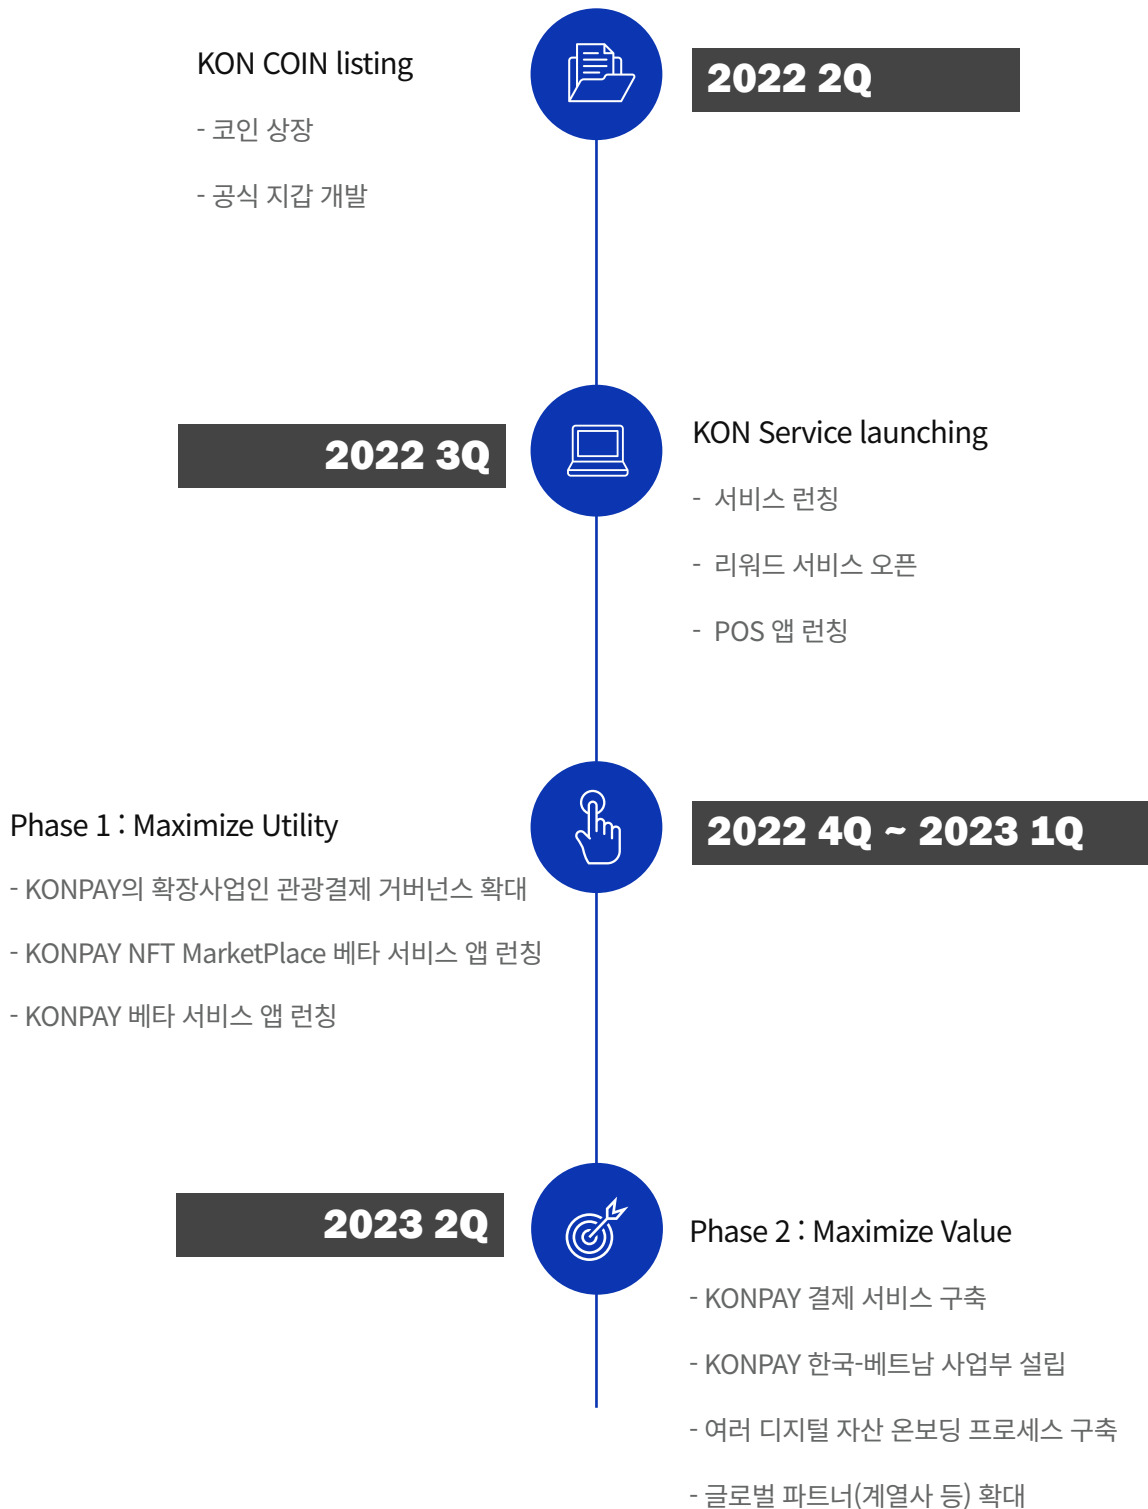 KON COIN listing
- 코인 상장
- 공식 지갑 개발
2022 2Q
2022 3Q
KON Service launching
- 서비스 런칭
- 리워드 서비스 오픈
- POS 앱 런칭
Phase 1 : Maximize Utility
- KONPAY의 확장사업인 관광결제 거버넌스 확대
- KONPAY NFT MarketPlace 베타 서비스 앱 런칭
- KONPAY 베타 서비스 앱 런칭
2022 4Q ~ 2023 1Q
2023 2Q
Phase 2 : Maximize Value
- KONPAY 결제 서비스 구축
- KONPAY 한국-베트남 사업부 설립
- 여러 디지털 자산 온보딩 프로세스 구축
- 글로벌 파트너(계열사 등) 확대